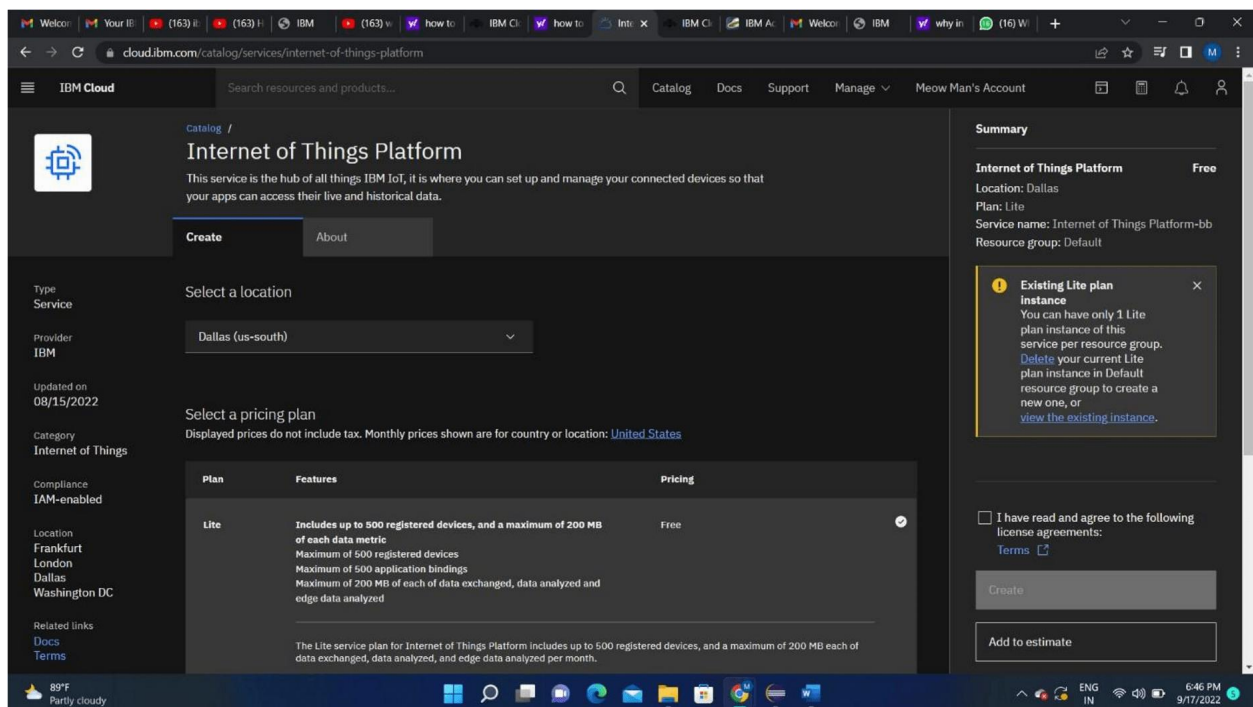 Welcon
Your IB
(163) ib
(163) H
IBM
(163) w
how to
IBM Clo
how to
Inte
IBM Cl
IBM Ac
Welcor
IBM
why in
(16) W
cloud.ibm.com/catalog/services/internet-of-things-platform
M
IBM Cloud
Search resources and products...
Catalog
Docs
Support
Manage
Meow Man's Account
Catalog /
Internet of Things Platform
This service is the hub of all things IBM IoT, it is where you can set up and manage your connected devices so that
your apps can access their live and historical data.
Create
About
Type
Service
Provider
IBM
Updated on
08/15/2022
Category
Internet of Things
Compliance
IAM-enabled
Location
Frankfurt
London
Dallas
Washington DC
Related links
Docs
Terms
Select a location
Dallas (us-south)
Select a pricing plan
Displayed prices do not include tax. Monthly prices shown are for country or location: United States
Plan
Features
Pricing
Lite
Includes up to 500 registered devices, and a maximum of 200 MB
of each data metric
Maximum of 500 registered devices
Maximum of 500 application bindings
Maximum of 200 MB of each of data exchanged, data analyzed and
edge data analyzed
Free
The Lite service plan for Internet of Things Platform includes up to 500 registered devices, and a maximum of 200 MB each of
data exchanged, data analyzed, and edge data analyzed per month.
Summary
Internet of Things Platform Free
Location: Dallas
Plan: Lite
Service name: Internet of Things Platform-bb
Resource group: Default
Existing Lite plan
instance
You can have only 1 Lite
plan instance of this
service per resource group.
Delete your current Lite
plan instance in Default
resource group to create a
new one, or
view the existing instance.
I have read and agree to the following
license agreements:
Terms
Create
Add to estimate
89°F
Partly cloudy
ENG
IN
6:46 PM
9/17/2022
5